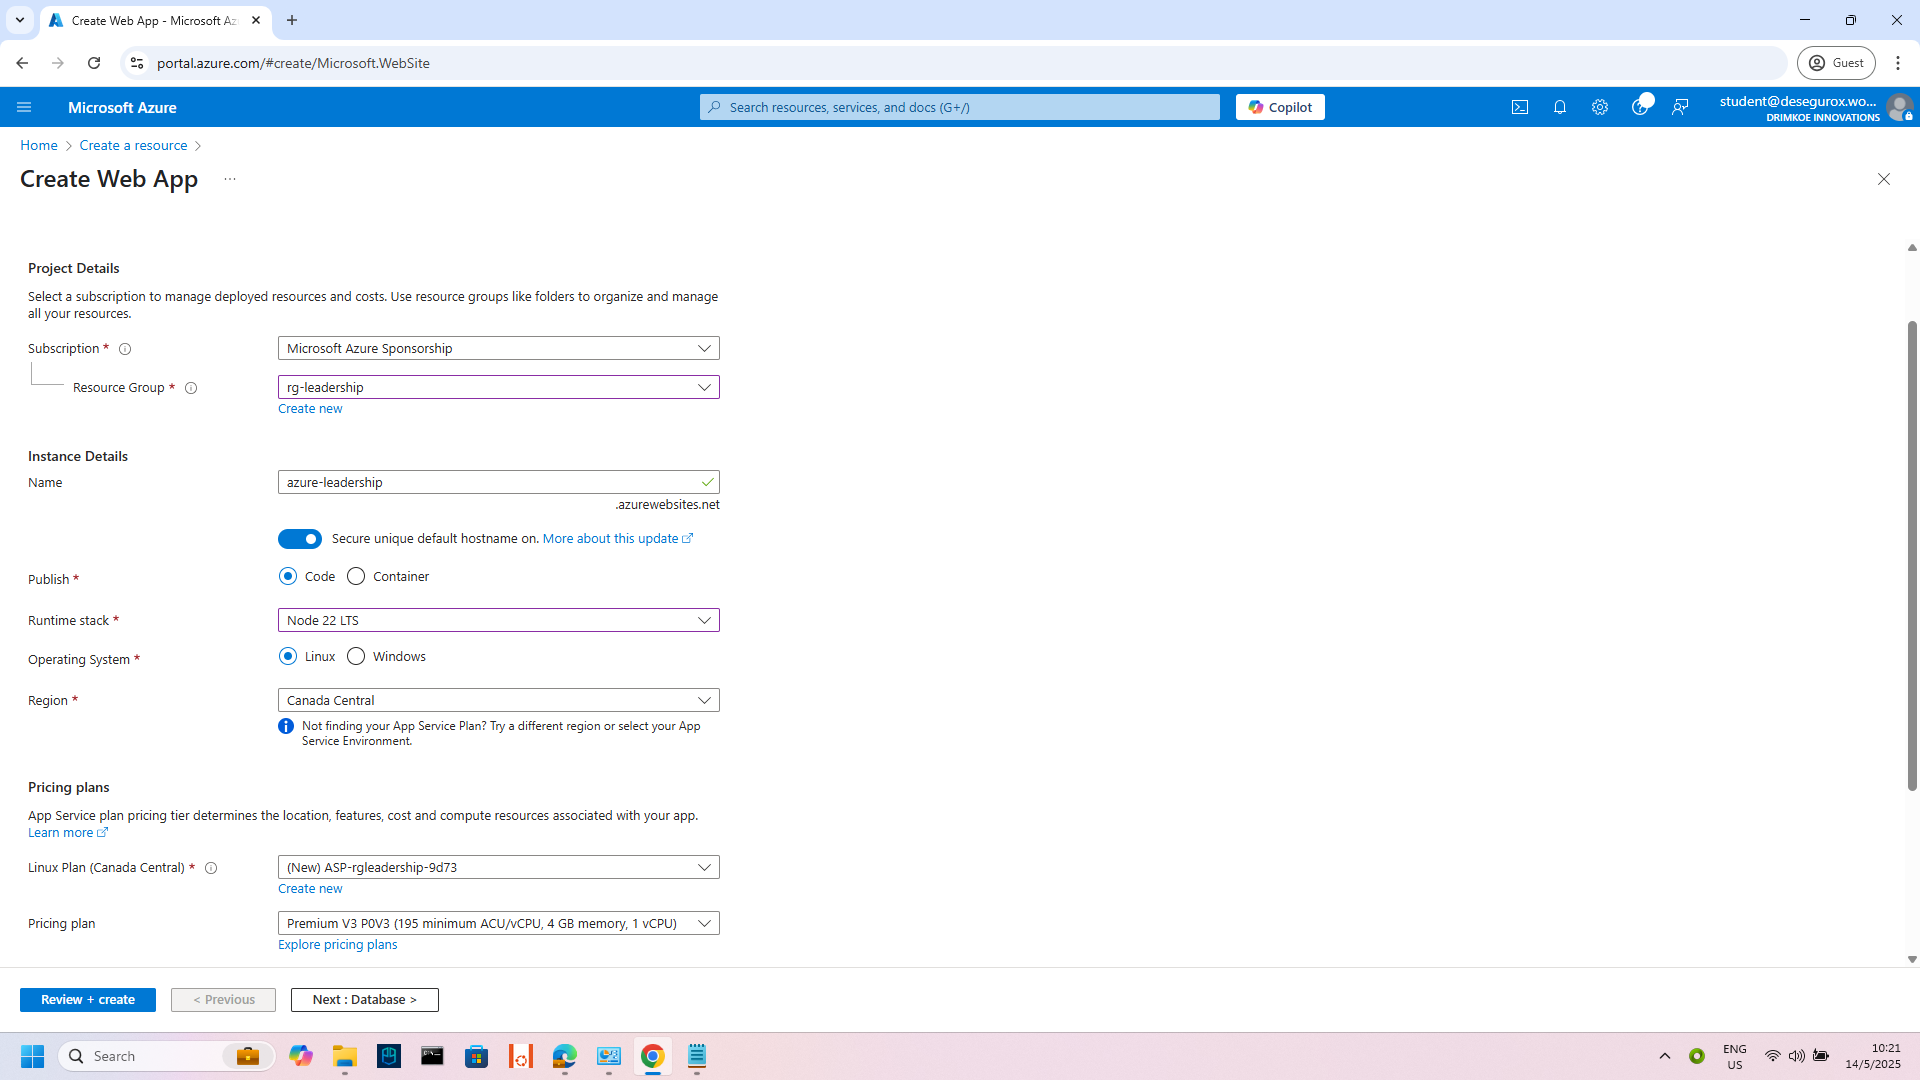 Create Web App - Microsoft Az
portal.azure.com/#create/Microsoft.WebSite
Guest
Microsoft Azure
Search resources, services, and docs (G+/)
Copilot
student@desegurox.wo...
DRIMKOE INNOVATIONS
Home
Create a resource
Create Web App
Project Details
Select a subscription to manage deployed resources and costs. Use resource groups like folders to organize and manage
all your resources.
Subscription *
Microsoft Azure Sponsorship
Resource Group *
rg-leadership
Create new
Instance Details
Name
azure-leadership
.azurewebsites.net
Secure unique default hostname on. More about this update
Publish *
Code
Container
Runtime stack *
Node 22 LTS
Operating System *
Linux
Windows
Region *
Canada Central
Not finding your App Service Plan? Try a different region or select your App
Service Environment.
Pricing plans
App Service plan pricing tier determines the location, features, cost and compute resources associated with your app.
Learn more
Linux Plan (Canada Central) *
(New) ASP-rgleadership-9d73
Create new
Pricing plan
Premium V3 P0V3 (195 minimum ACU/vCPU, 4 GB memory, 1 vCPU)
Explore pricing plans
Review + create
< Previous
Next : Database >
Search
ENG
US
10:21
14/5/2025